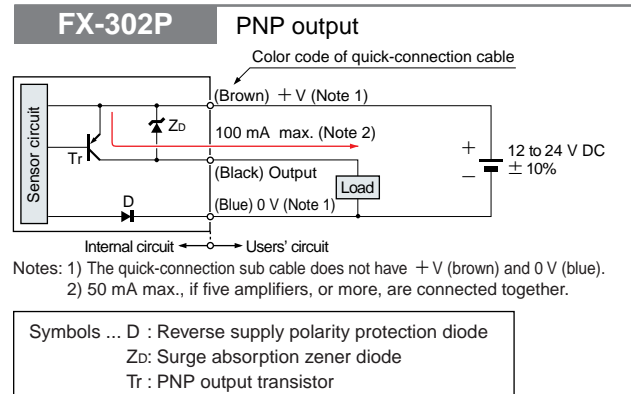 FX-302P PNP output
Color code of quick-connection cable
(Brown) +V (Note 1)
Sensor circuit
ZD
100 mA max. (Note 2)
Tr
+
12 to 24 V DC
± 10%
−
(Black) Output
Load
D
(Blue) 0 V (Note 1)
Internal circuit Users' circuit
Notes: 1) The quick-connection sub cable does not have +V (brown) and 0 V (blue).
2) 50 mA max., if five amplifiers, or more, are connected together.
Symbols ... D : Reverse supply polarity protection diode
ZD: Surge absorption zener diode
Tr : PNP output transistor